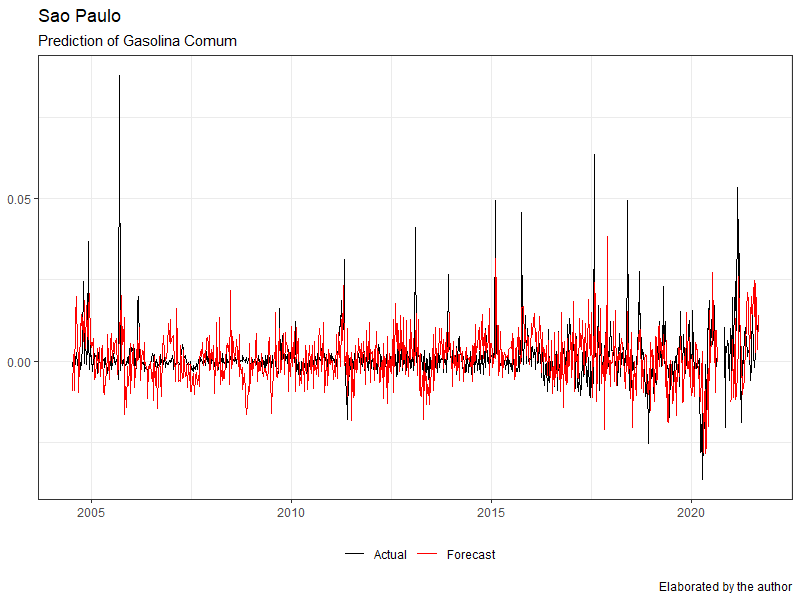 Sao Paulo
Prediction of Gasolina Comum
0.05
0.00
2005 2010 2015 2020
Actual Forecast
Elaborated by the author